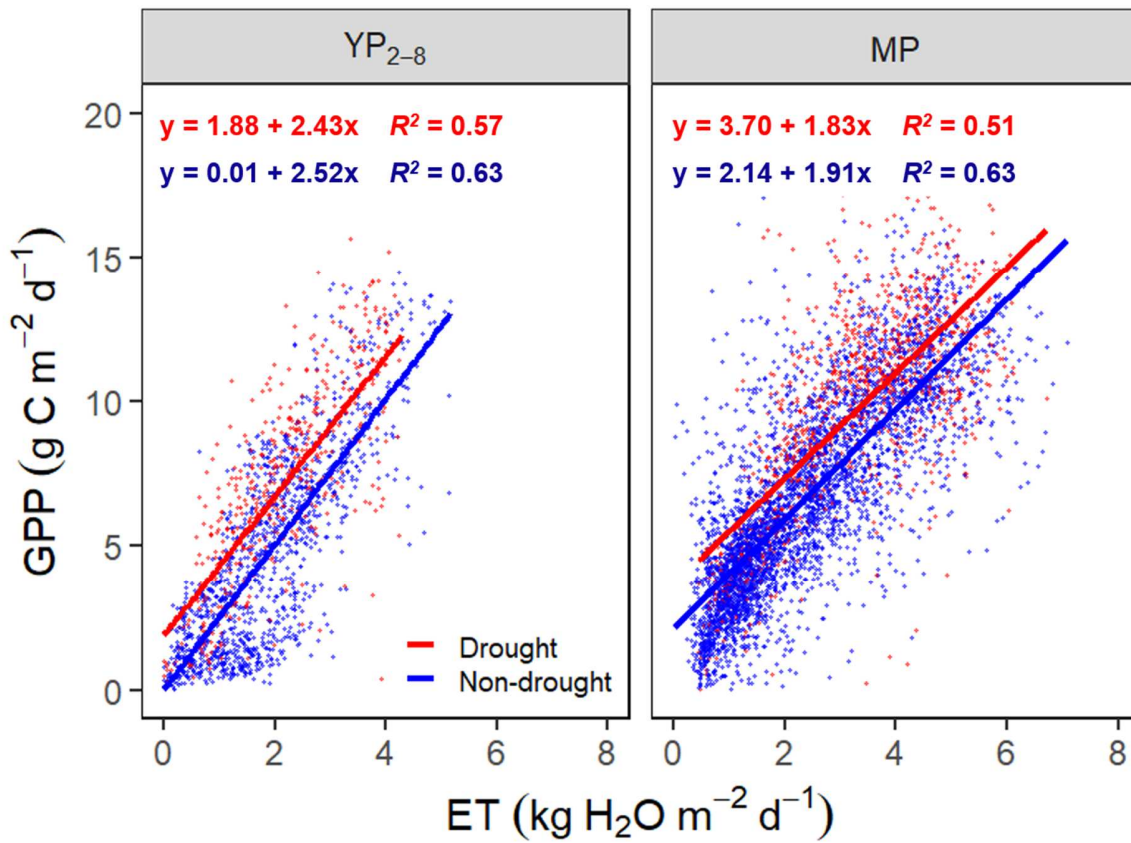 YP₂₋₈
MP
y = 1.88 + 2.43x R² = 0.57
y = 0.01 + 2.52x R² = 0.63
y = 3.70 + 1.83x R² = 0.51
y = 2.14 + 1.91x R² = 0.63
20
15
10
5
0
GPP (g C m⁻² d⁻¹)
Drought
Non-drought
0 2 4 6 8
0 2 4 6 8
ET (kg H₂O m⁻² d⁻¹)